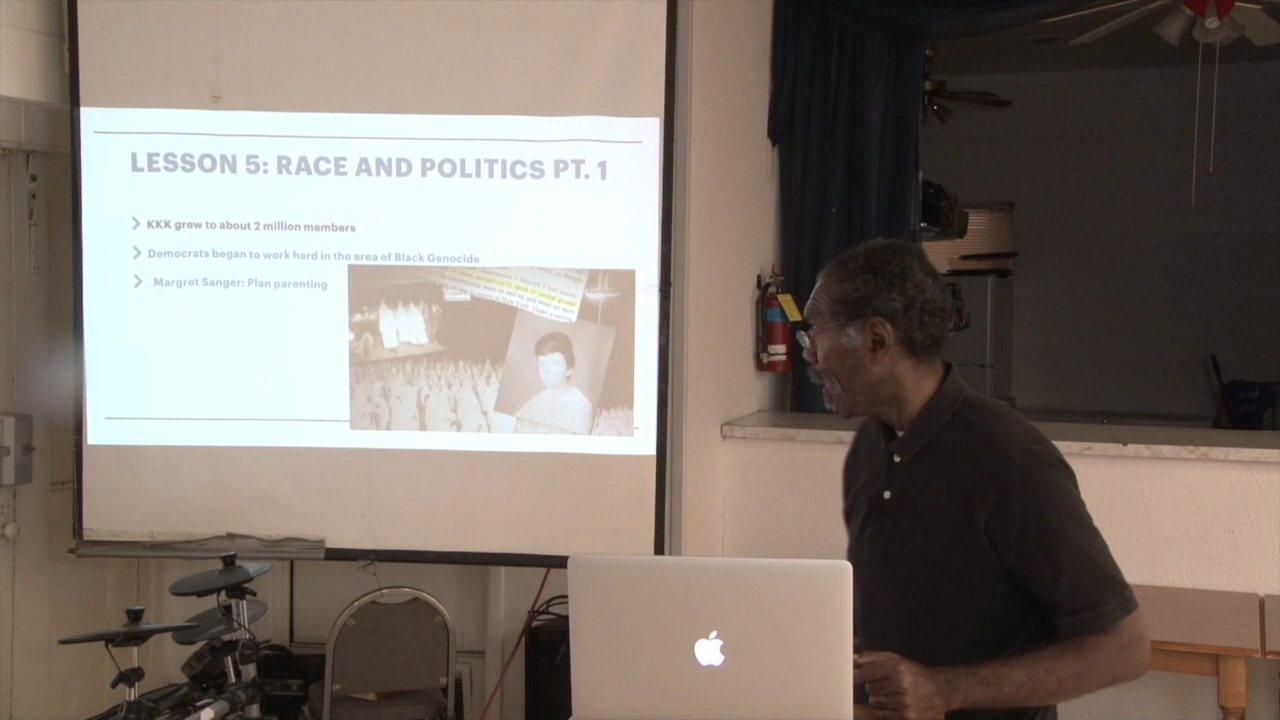 LESSON 5: RACE AND POLITICS PT. 1
KKK grew to about 2 million members
Democrats began to work hard in the area of Black Genocide
Margret Sanger: Plan parenting